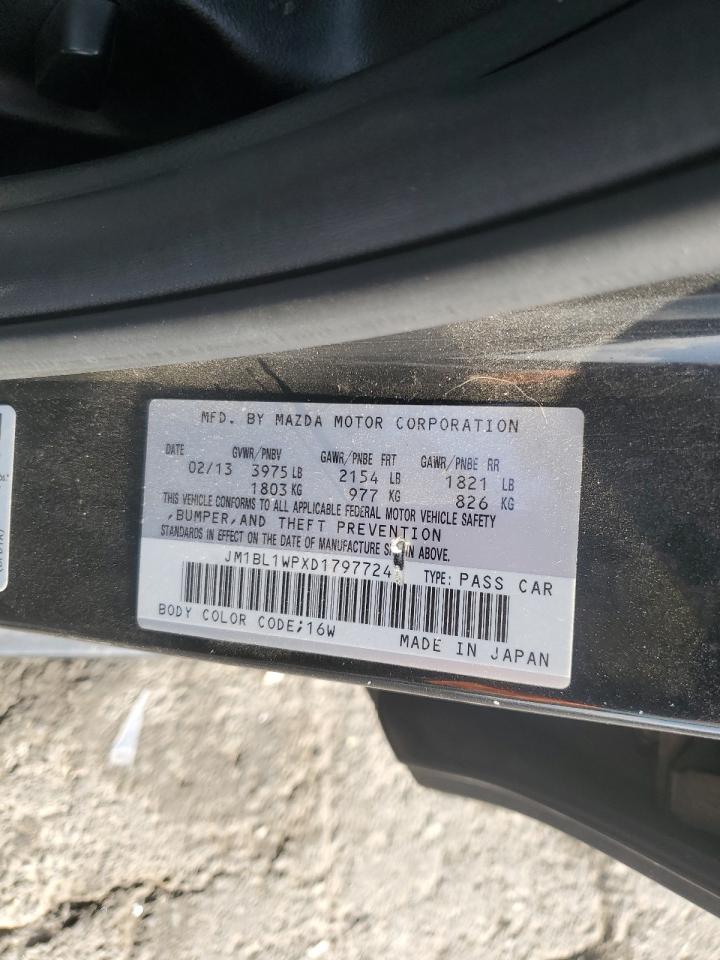 MFD. BY MAZDA MOTOR CORPORATION
DATE GVWR/PNBV GAWR/PNBE FRT GAWR/PNBE RR
02/13 3975 LB 2154 LB 1821 LB
1803 KG 977 KG 826 KG
THIS VEHICLE CONFORMS TO ALL APPLICABLE FEDERAL MOTOR VEHICLE SAFETY
,BUMPER,AND THEFT PREVENTION
STANDARDS IN EFFECT ON THE DATE OF MANUFACTURE SHOWN ABOVE.
TYPE: PASS CAR
BODY COLOR CODE;16W
MADE IN JAPAN